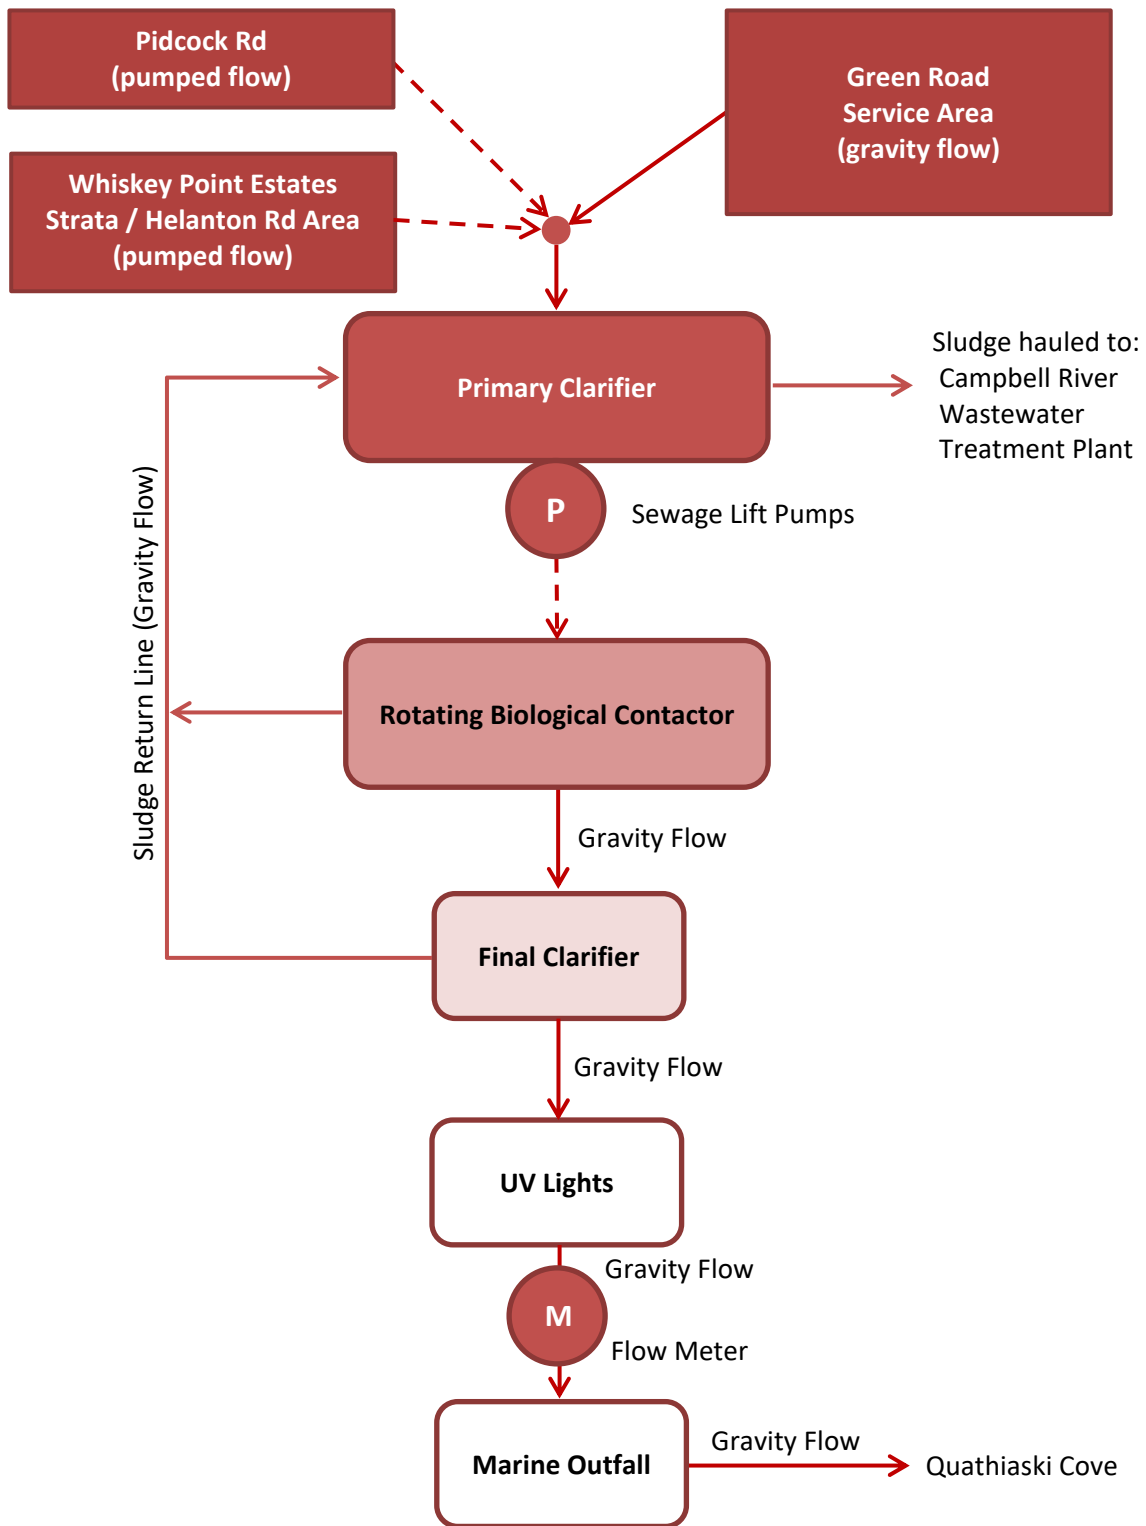 Pidcock Rd
(pumped flow)
Green Road
Service Area
(gravity flow)
Whiskey Point Estates
Strata / Helanton Rd Area
(pumped flow)
Primary Clarifier
Sludge hauled to:
Campbell River
Wastewater
Treatment Plant
P
Sewage Lift Pumps
Sludge Return Line (Gravity Flow)
Rotating Biological Contactor
Gravity Flow
Final Clarifier
Gravity Flow
UV Lights
Gravity Flow
M
Flow Meter
Marine Outfall
Gravity Flow
Quathiaski Cove